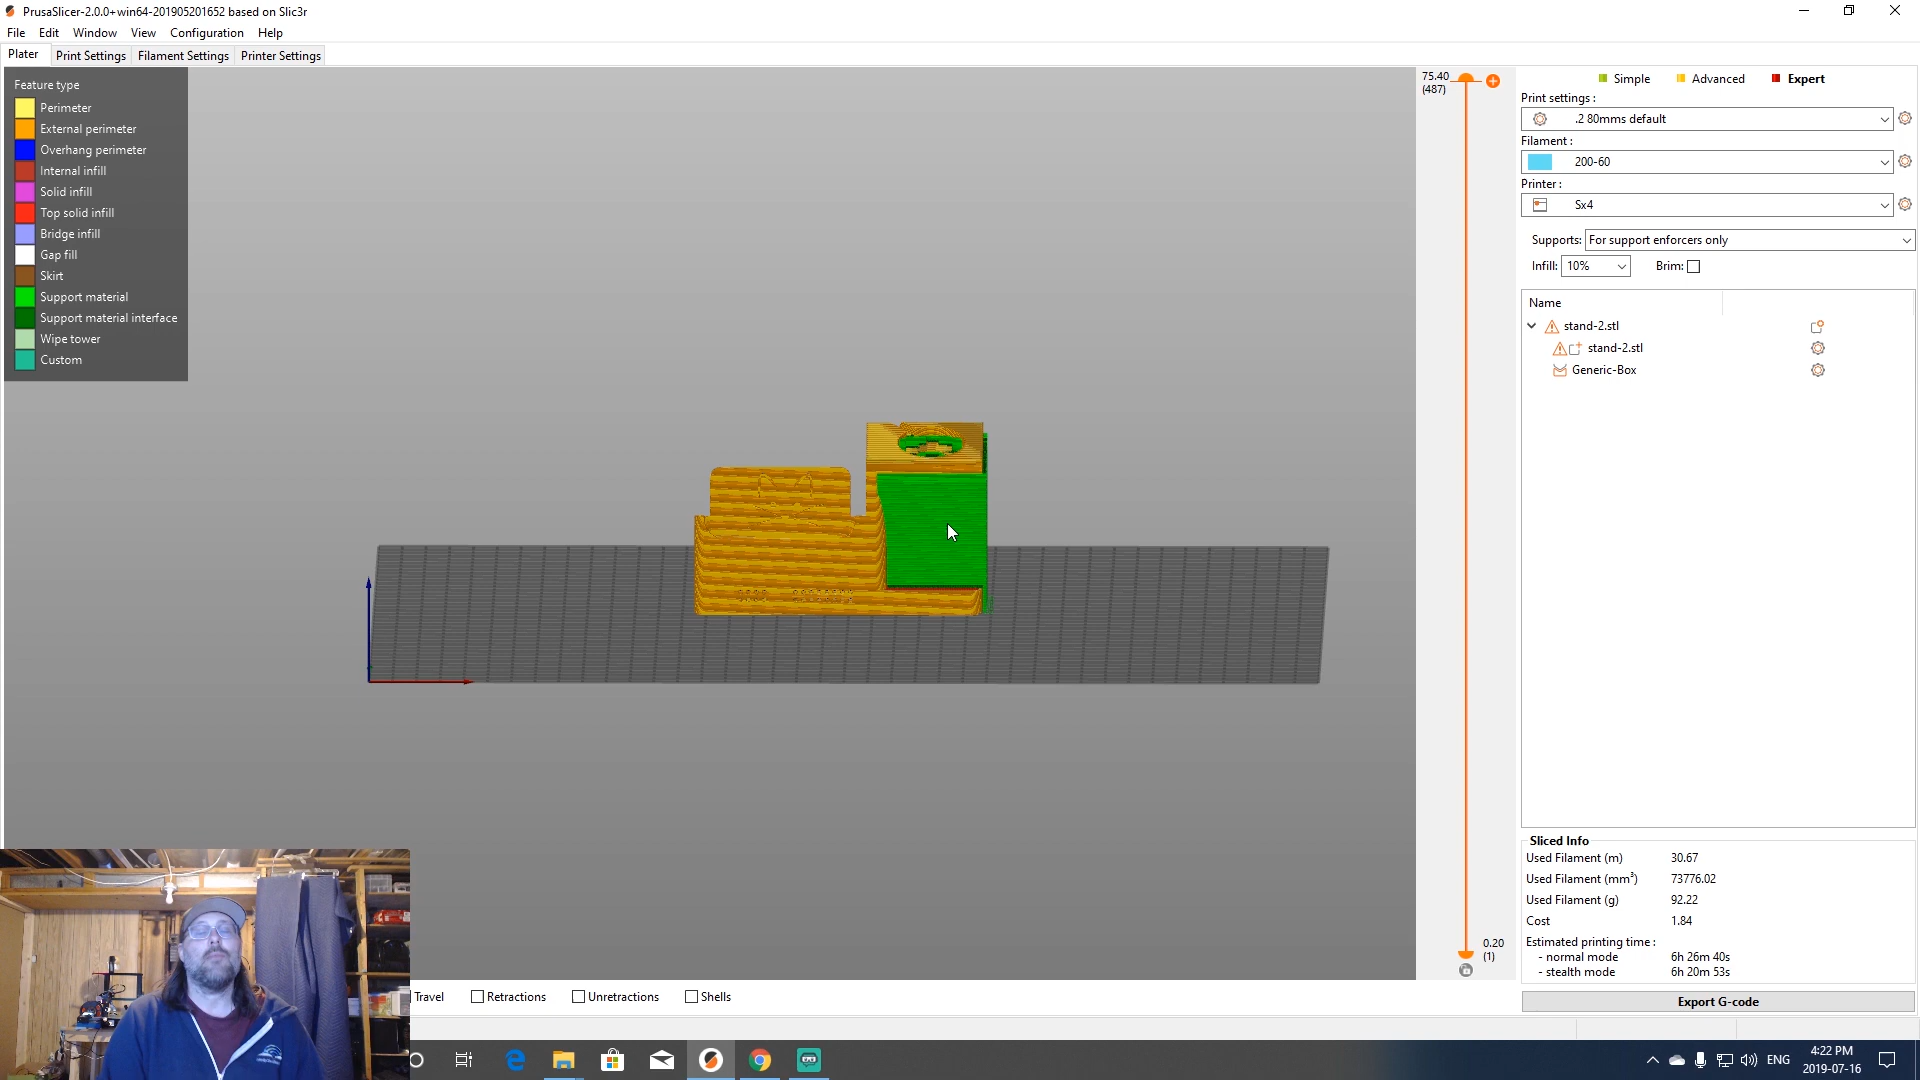 PrusaSlicer-2.0.0+win64-201905201652 based on Slic3r
File Edit Window View Configuration Help
Plater Print Settings Filament Settings Printer Settings
Feature type
Perimeter
External perimeter
Overhang perimeter
Internal infill
Solid infill
Top solid infill
Bridge infill
Gap fill
Skirt
Support material
Support material interface
Wipe tower
Custom
75.40
(487)
0.20
(1)
Simple Advanced Expert
Print settings :
.2 80mms default
Filament :
200-60
Printer :
Sx4
Supports: For support enforcers only
Infill: 10% Brim:
Name
stand-2.stl
stand-2.stl
Generic-Box
Sliced Info
Used Filament (m) 30.67
Used Filament (mm³) 73776.02
Used Filament (g) 92.22
Cost 1.84
Estimated printing time :
- normal mode 6h 26m 40s
- stealth mode 6h 20m 53s
Export G-code
Travel Retractions Unretractions Shells
ENG
4:22 PM
2019-07-16